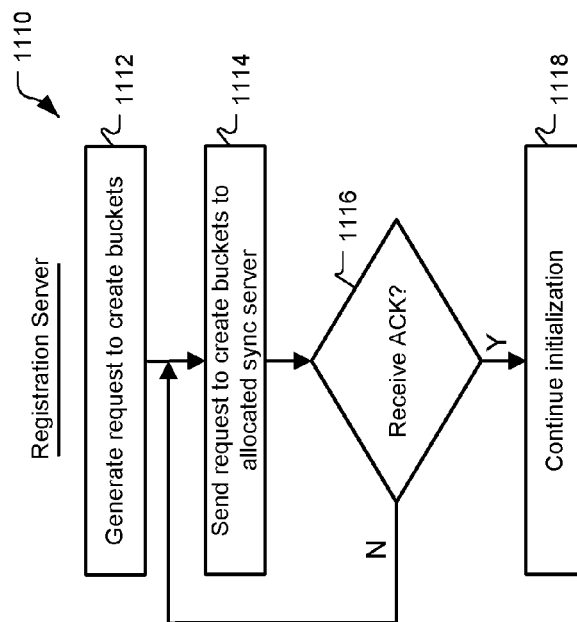 1110
Registration Server
1112
Generate request to create buckets
1114
Send request to create buckets to
allocated sync server
1116
Receive ACK?
N
Y
1118
Continue initialization